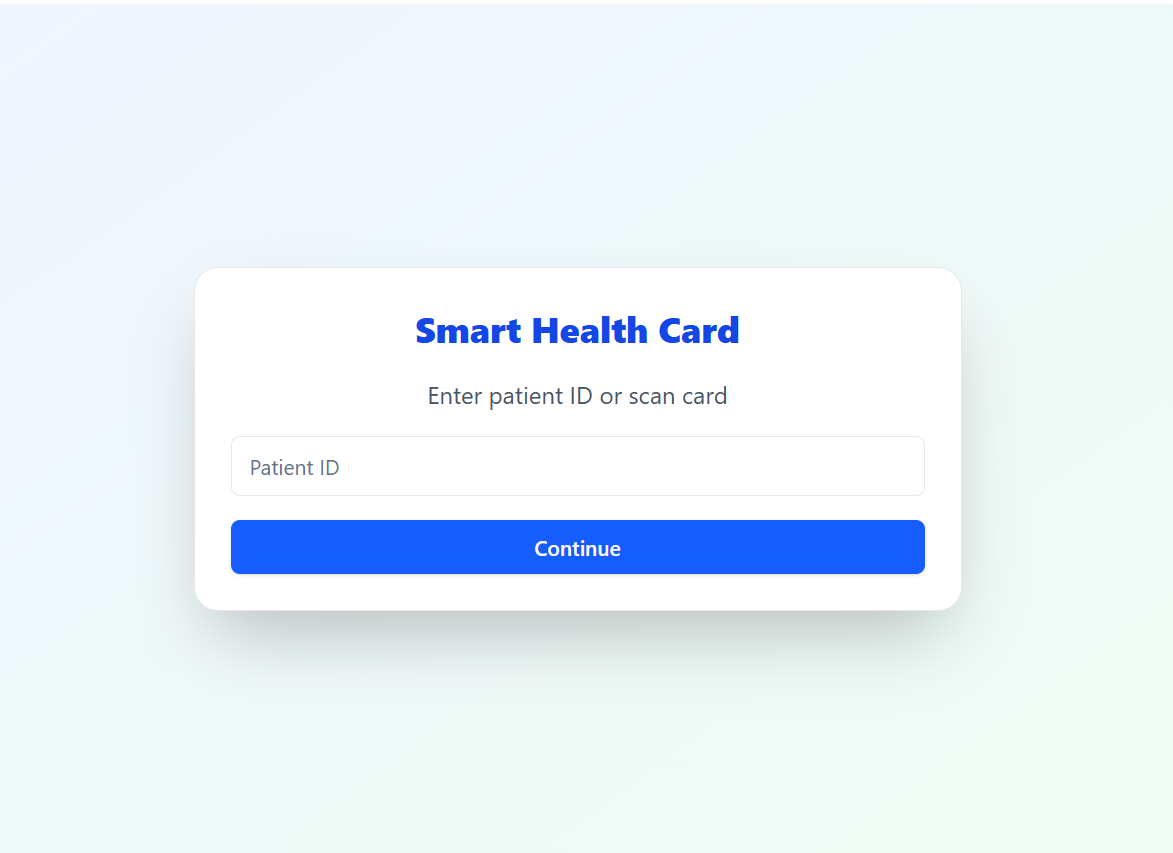 Smart Health Card
Enter patient ID or scan card
Patient ID
Continue